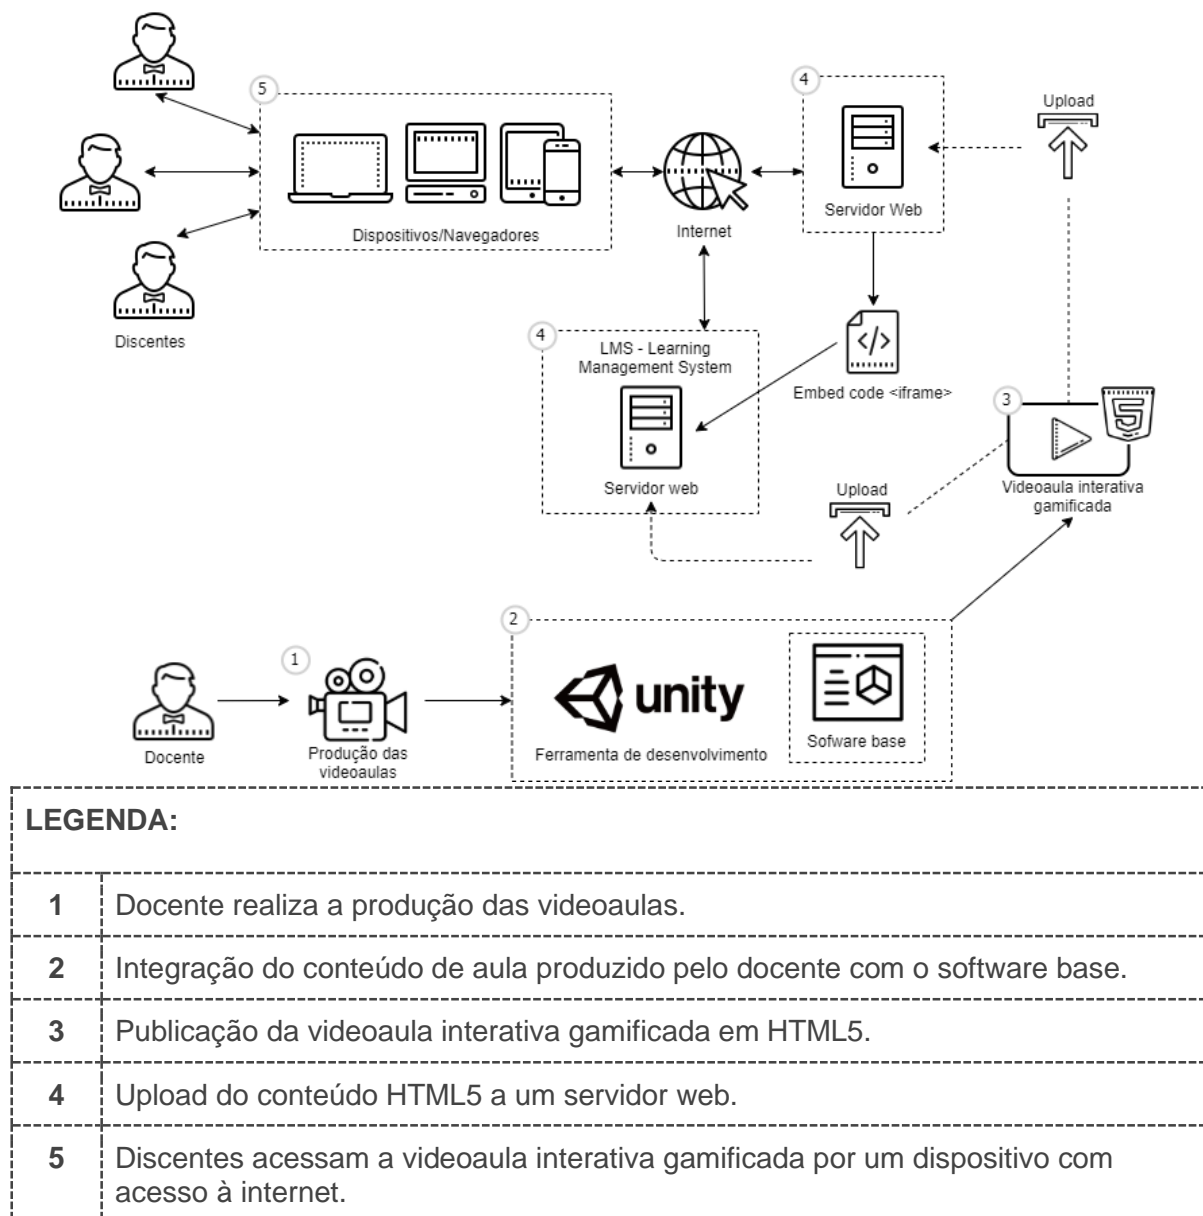 5
4
Upload
Servidor Web
Dispositivos/Navegadores
Internet
Discentes
4
LMS - Learning
Management System
</>
Embed code <iframe>
3
5
Servidor web
Upload
Videoaula interativa
gamificada
2
1
unity
Docente
Produção das
videoaulas
Ferramenta de desenvolvimento
Sofware base
LEGENDA:
1 Docente realiza a produção das videoaulas.
2 Integração do conteúdo de aula produzido pelo docente com o software base.
3 Publicação da videoaula interativa gamificada em HTML5.
4 Upload do conteúdo HTML5 a um servidor web.
5 Discentes acessam a videoaula interativa gamificada por um dispositivo com
acesso à internet.